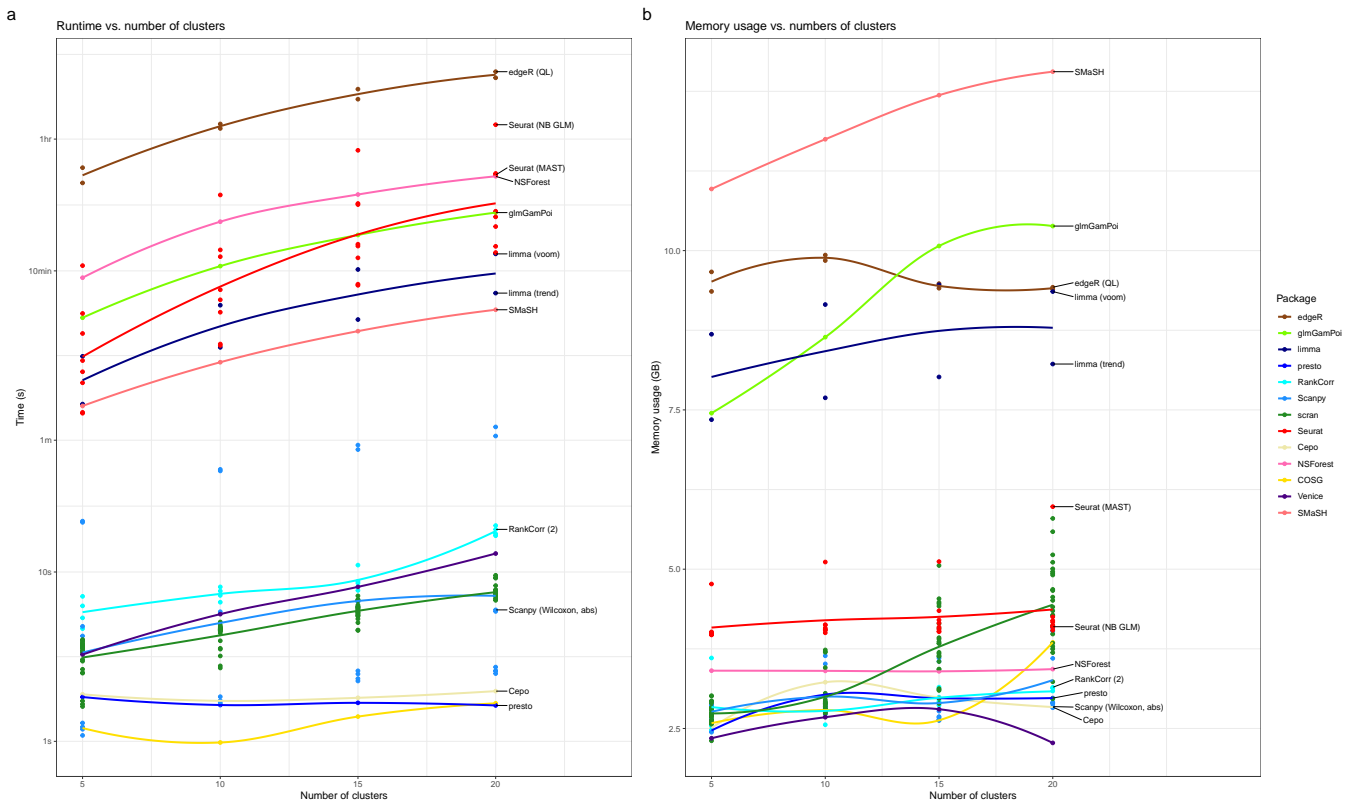 a
Runtime vs. number of clusters
Time (s)
1hr
10min
1m
10s
1s
5
10
15
20
Number of clusters
edgeR (QL)
Seurat (NB GLM)
Seurat (MAST)
NSForest
glmGamPoi
limma (voom)
limma (trend)
SMaSH
RankCorr (2)
Scanpy (Wilcoxon, abs)
Cepo
presto
b
Memory usage vs. numbers of clusters
Memory usage (GB)
10.0
7.5
5.0
2.5
5
10
15
20
Number of clusters
SMaSH
glmGamPoi
edgeR (QL)
limma (voom)
limma (trend)
Seurat (MAST)
Seurat (NB GLM)
NSForest
RankCorr (2)
presto
Scanpy (Wilcoxon, abs)
Cepo
Package
edgeR
glmGamPoi
limma
presto
RankCorr
Scanpy
scran
Seurat
Cepo
NSForest
COSG
Venice
SMaSH